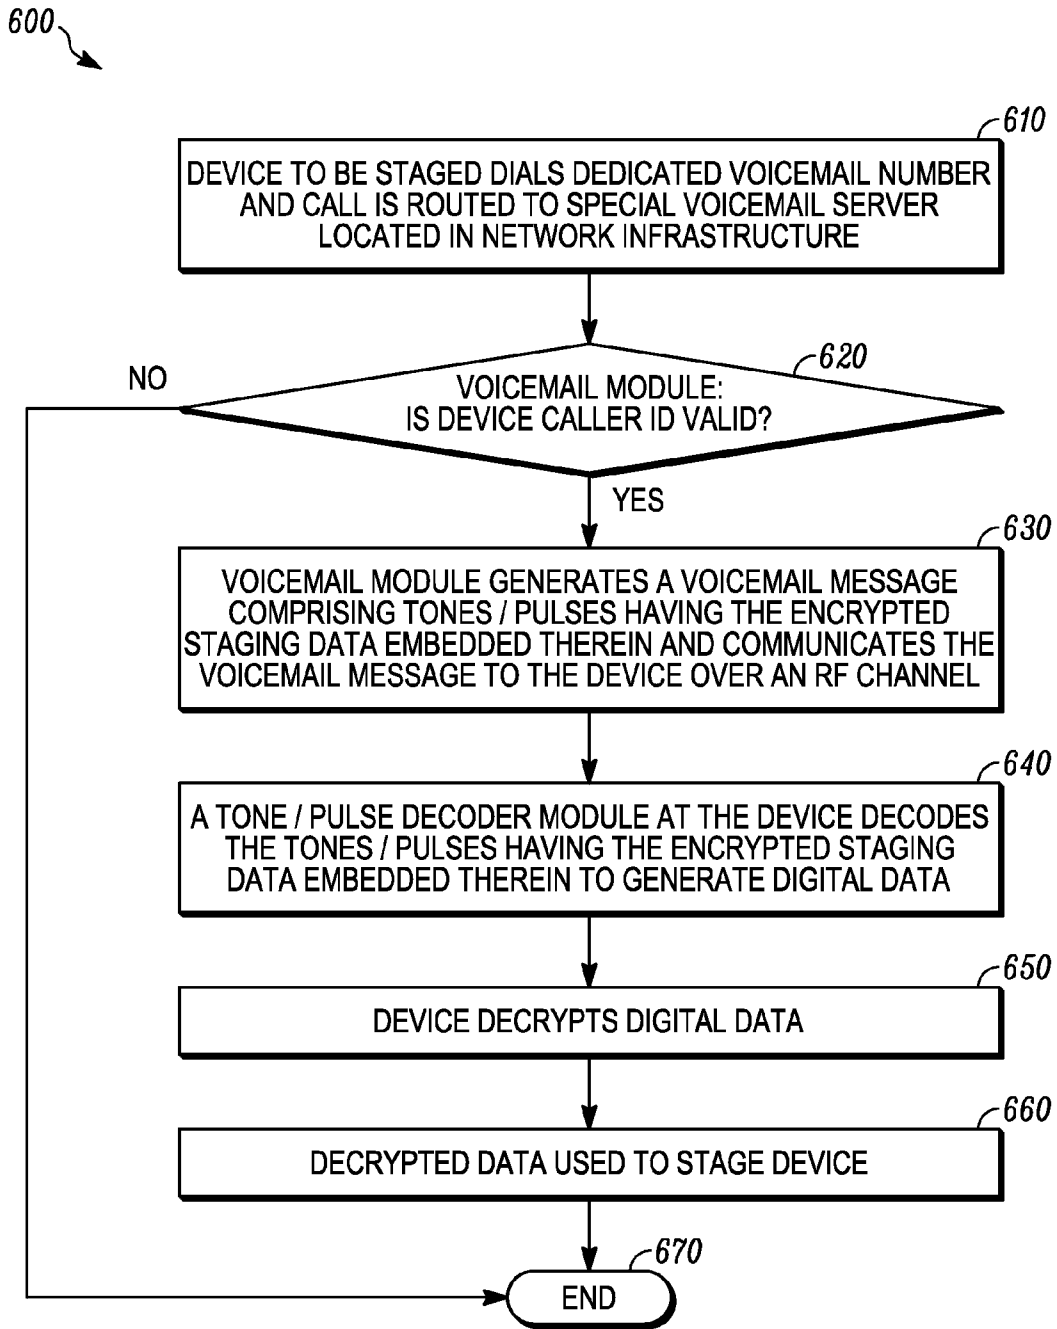 600
610
DEVICE TO BE STAGED DIALS DEDICATED VOICEMAIL NUMBER
AND CALL IS ROUTED TO SPECIAL VOICEMAIL SERVER
LOCATED IN NETWORK INFRASTRUCTURE
620
NO
VOICEMAIL MODULE:
IS DEVICE CALLER ID VALID?
YES
630
VOICEMAIL MODULE GENERATES A VOICEMAIL MESSAGE
COMPRISING TONES / PULSES HAVING THE ENCRYPTED
STAGING DATA EMBEDDED THEREIN AND COMMUNICATES THE
VOICEMAIL MESSAGE TO THE DEVICE OVER AN RF CHANNEL
640
A TONE / PULSE DECODER MODULE AT THE DEVICE DECODES
THE TONES / PULSES HAVING THE ENCRYPTED STAGING
DATA EMBEDDED THEREIN TO GENERATE DIGITAL DATA
650
DEVICE DECRYPTS DIGITAL DATA
660
DECRYPTED DATA USED TO STAGE DEVICE
670
END